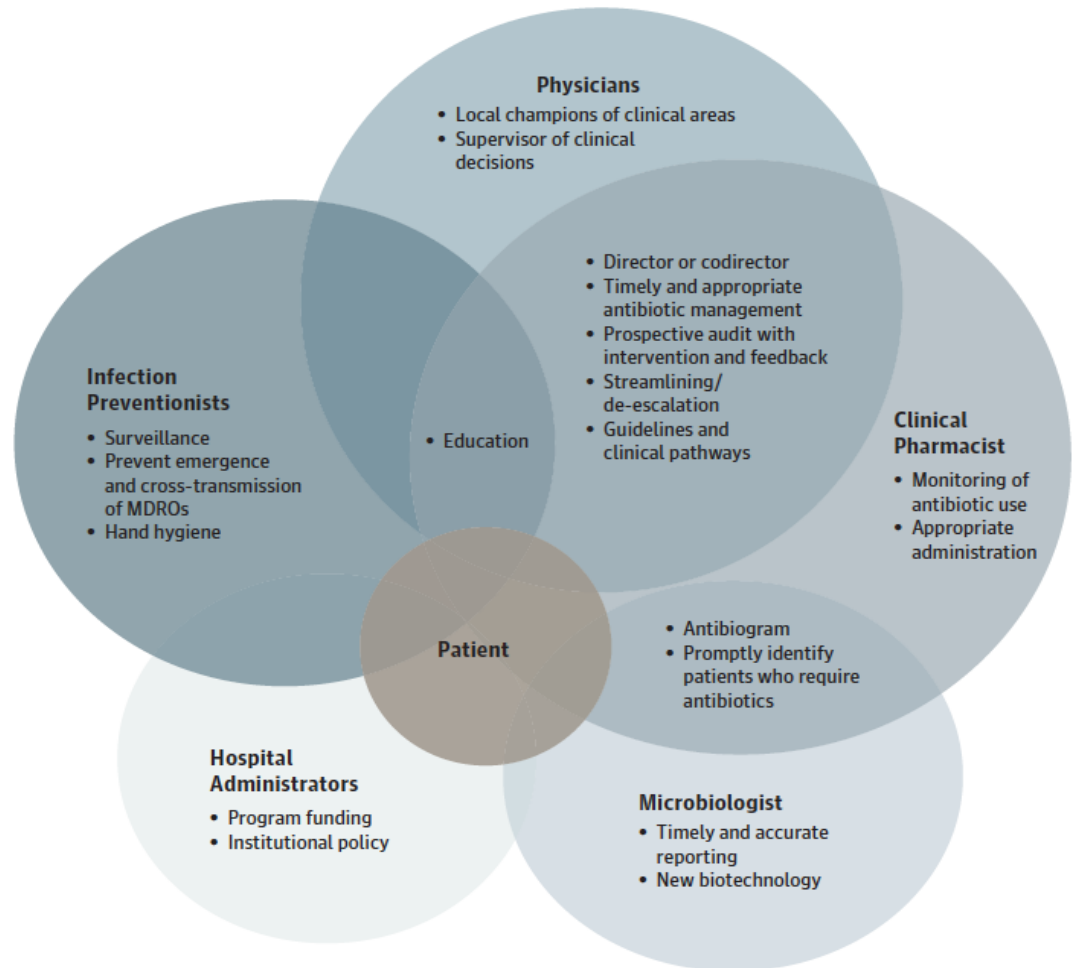 Physicians
• Local champions of clinical areas
• Supervisor of clinical
decisions
• Director or codirector
• Timely and appropriate
antibiotic management
• Prospective audit with
intervention and feedback
• Streamlining/
de-escalation
• Guidelines and
clinical pathways
Infection
Preventionists
• Surveillance
• Prevent emergence
and cross-transmission
of MDROs
• Hand hygiene
• Education
Clinical
Pharmacist
• Monitoring of
antibiotic use
• Appropriate
administration
Patient
• Antibiogram
• Promptly identify
patients who require
antibiotics
Hospital
Administrators
• Program funding
• Institutional policy
Microbiologist
• Timely and accurate
reporting
• New biotechnology